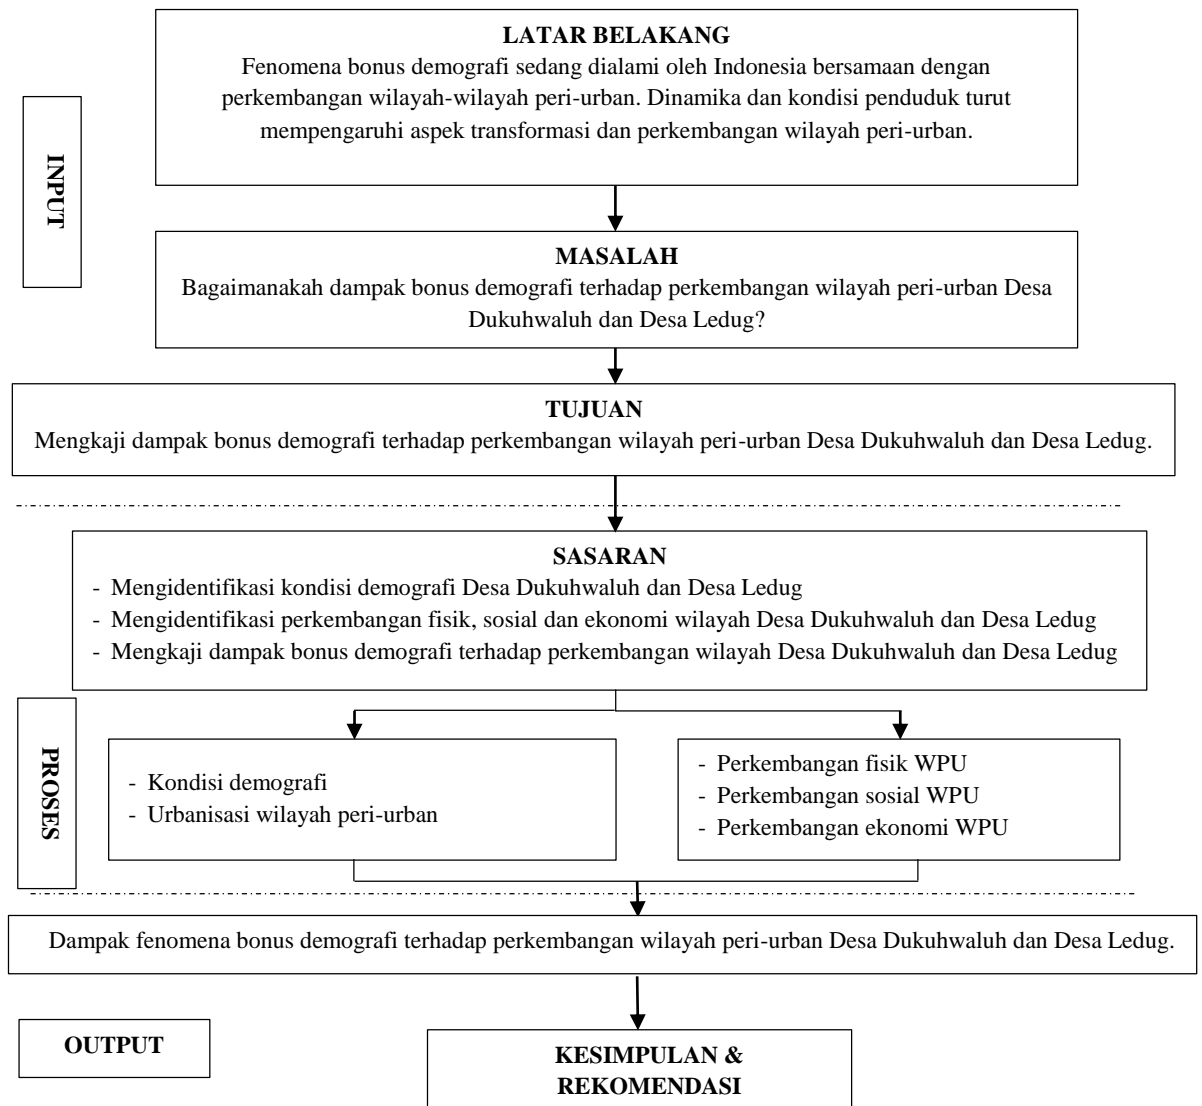 LATAR BELAKANG
Fenomena bonus demografi sedang dialami oleh Indonesia bersamaan dengan
perkembangan wilayah-wilayah peri-urban. Dinamika dan kondisi penduduk turut
mempengaruhi aspek transformasi dan perkembangan wilayah peri-urban.
INPUT
MASALAH
Bagaimanakah dampak bonus demografi terhadap perkembangan wilayah peri-urban Desa
Dukuhwaluh dan Desa Ledug?
TUJUAN
Mengkaji dampak bonus demografi terhadap perkembangan wilayah peri-urban Desa Dukuhwaluh dan Desa Ledug.
SASARAN
- Mengidentifikasi kondisi demografi Desa Dukuhwaluh dan Desa Ledug
- Mengidentifikasi perkembangan fisik, sosial dan ekonomi wilayah Desa Dukuhwaluh dan Desa Ledug
- Mengkaji dampak bonus demografi terhadap perkembangan wilayah Desa Dukuhwaluh dan Desa Ledug
PROSES
- Kondisi demografi
- Urbanisasi wilayah peri-urban
- Perkembangan fisik WPU
- Perkembangan sosial WPU
- Perkembangan ekonomi WPU
Dampak fenomena bonus demografi terhadap perkembangan wilayah peri-urban Desa Dukuhwaluh dan Desa Ledug.
OUTPUT
KESIMPULAN &
REKOMENDASI